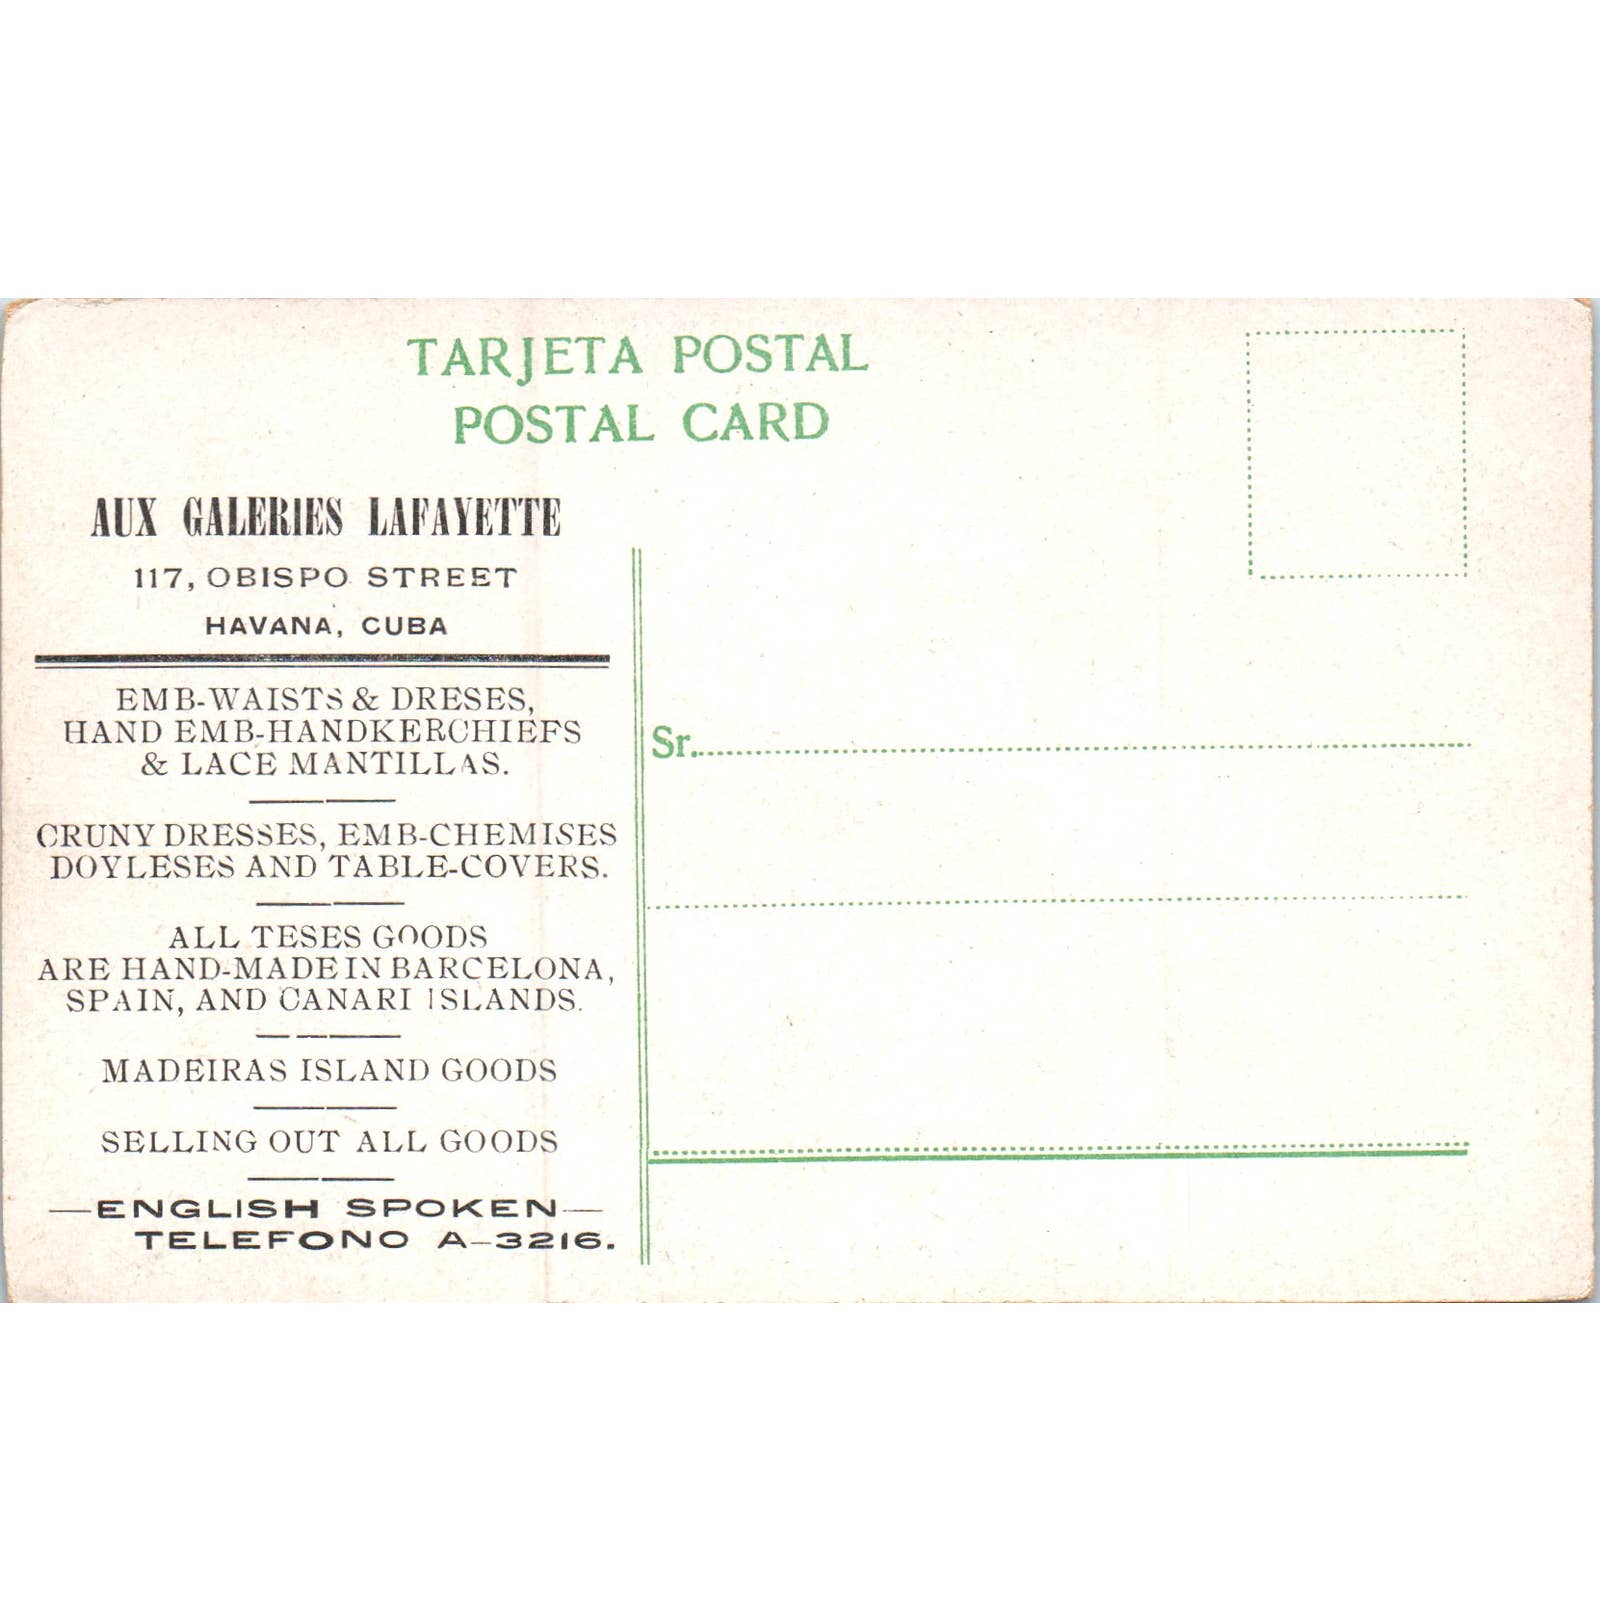 TARJETA POSTAL
POSTAL CARD
AUX GALERIES LAFAYETTE
117, OBISPO STREET
HAVANA, CUBA
EMB-WAISTS & DRESES,
HAND EMB-HANDKERCHIEFS
& LACE MANTILLAS.
CRUNY DRESSES, EMB-CHEMISES
DOYLESES AND TABLE-COVERS.
ALL TESES GOODS
ARE HAND-MADE IN BARCELONA,
SPAIN, AND CANARI ISLANDS.
MADEIRAS ISLAND GOODS
SELLING OUT ALL GOODS
—ENGLISH SPOKEN—
TELEFONO A-3216.
Sr.